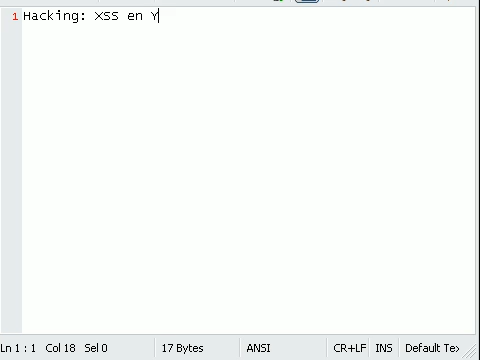 1 Hacking: XSS en Y
Ln 1 : 1 Col 18 Sel 0 17 Bytes ANSI CR+LF INS Default Te